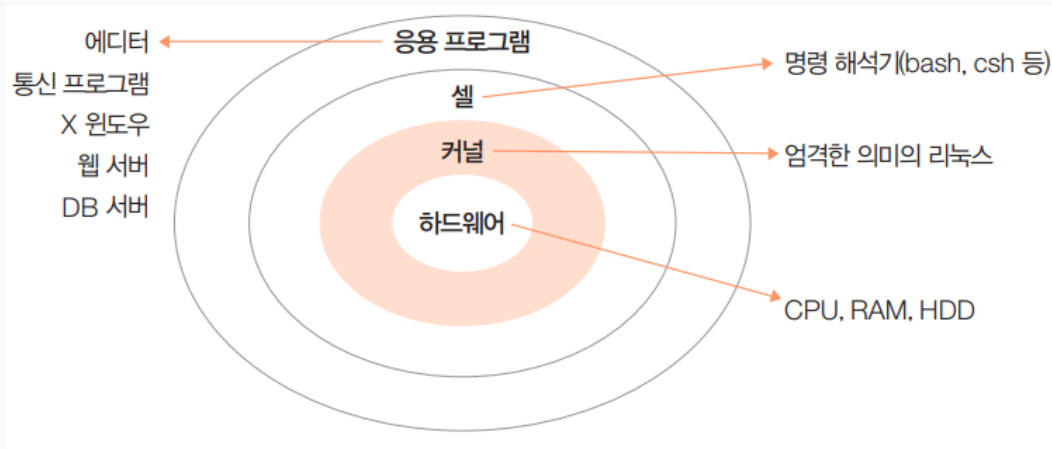 에디터
통신 프로그램
X 윈도우
웹 서버
DB 서버
응용 프로그램
셸
커널
하드웨어
명령 해석기(bash, csh 등)
엄격한 의미의 리눅스
CPU, RAM, HDD